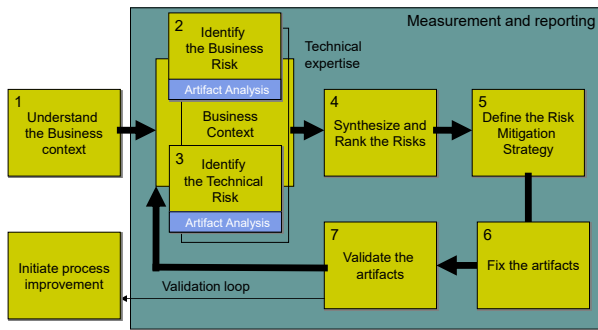 Measurement and reporting
2
Identify
the Business
Risk
Artifact Analysis
Technical
expertise
1
Understand
the Business
context
Business
Context
3
Identify
the Technical
Risk
Artifact Analysis
4
Synthesize and
Rank the Risks
5
Define the Risk
Mitigation
Strategy
7
Validate the
artifacts
6
Fix the artifacts
Initiate process
improvement
Validation loop